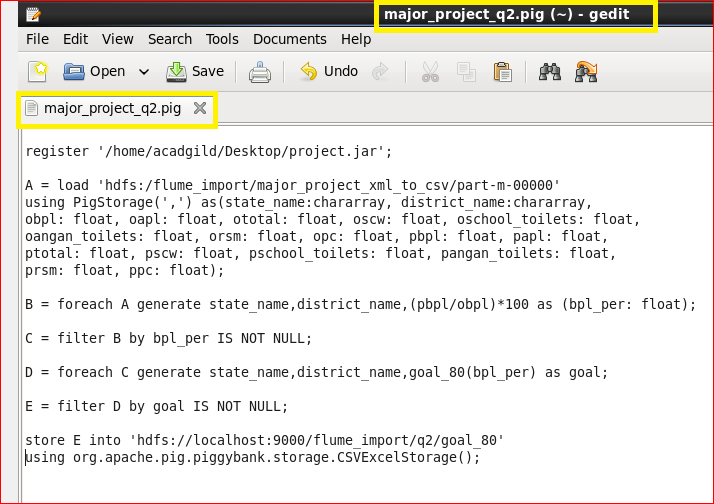 major_project_q2.pig (~) - gedit
File Edit View Search Tools Documents Help
Open Save Undo
major_project_q2.pig
register '/home/acadgild/Desktop/project.jar';
A = load 'hdfs:/flume_import/major_project_xml_to_csv/part-m-00000'
using PigStorage(',') as(state_name:chararray, district_name:chararray,
obpl: float, oapl: float, ototal: float, oscw: float, oschool_toilets: float,
oangan_toilets: float, orsm: float, opc: float, pbpl: float, papl: float,
ptotal: float, pscw: float, pschool_toilets: float, pangan_toilets: float,
prsm: float, ppc: float);
B = foreach A generate state_name,district_name,(pbpl/obpl)*100 as (bpl_per: float);
C = filter B by bpl_per IS NOT NULL;
D = foreach C generate state_name,district_name,goal_80(bpl_per) as goal;
E = filter D by goal IS NOT NULL;
store E into 'hdfs://localhost:9000/flume_import/q2/goal_80'
using org.apache.pig.piggybank.storage.CSVExcelStorage();